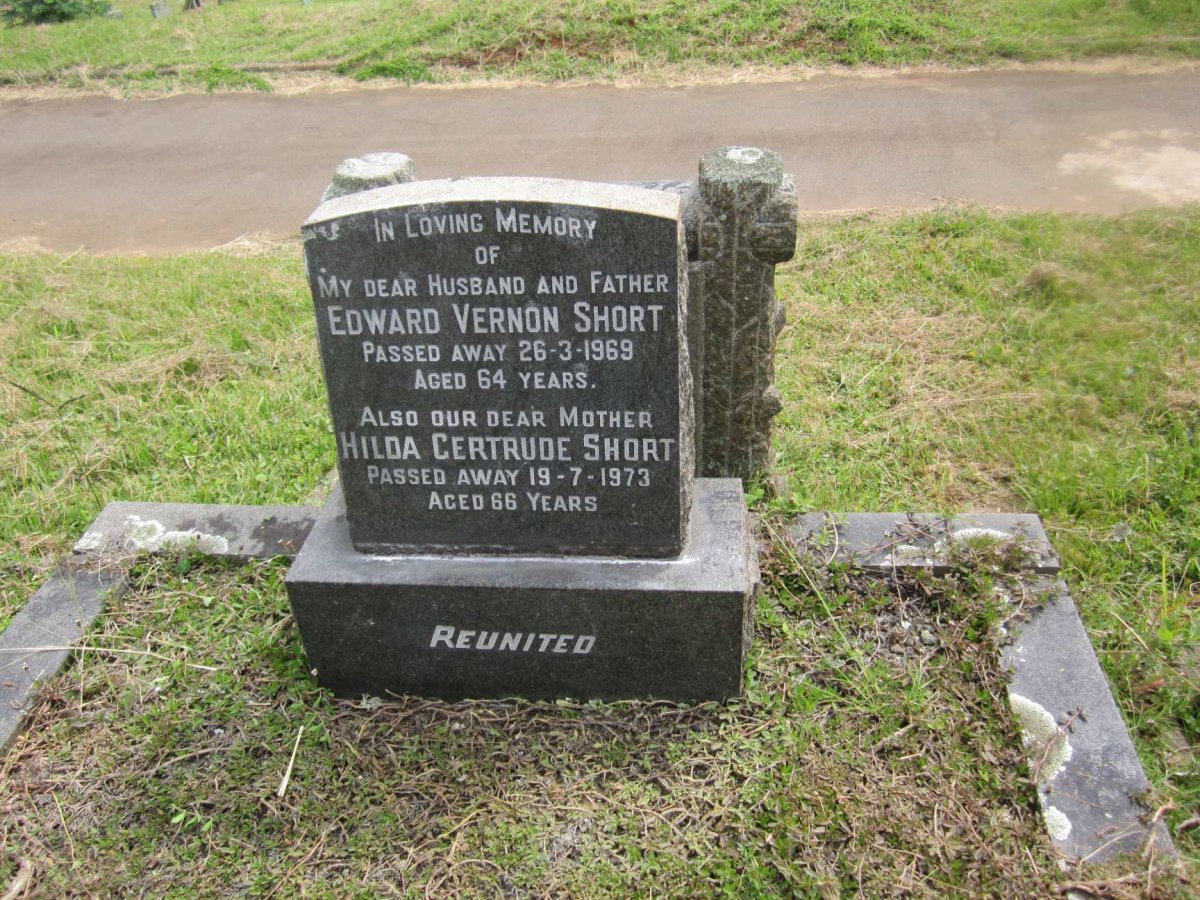 In Loving Memory
of
My dear Husband and Father
Edward Vernon Short
Passed away 26-3-1969
Aged 64 years.
Also our dear Mother
Hilda Gertrude Short
Passed away 19-7-1973
Aged 66 Years
Reunited